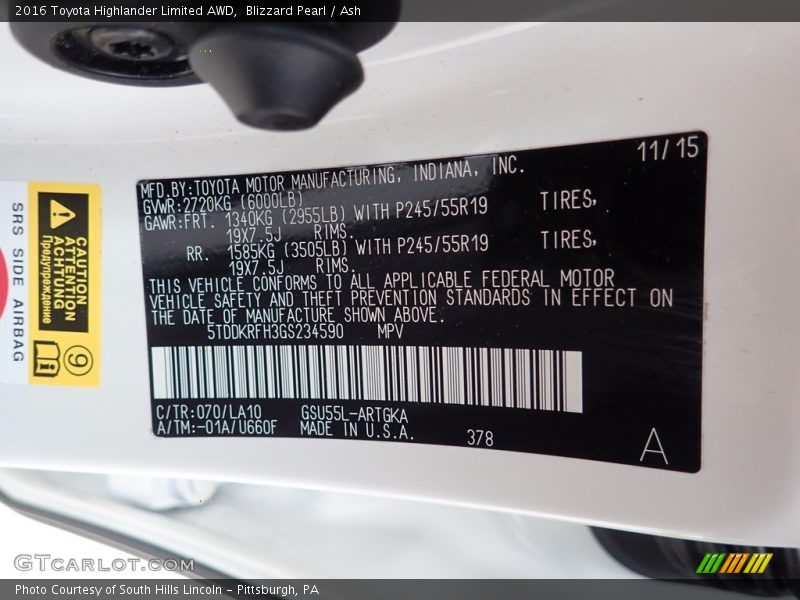 2016 Toyota Highlander Limited AWD, Blizzard Pearl / Ash
11/15
MFD.BY:TOYOTA MOTOR MANUFACTURING, INDIANA, INC.
GVWR:2720KG (6000LB)
GAWR:FRT. 1340KG (2955LB) WITH P245/55R19 TIRES,
19X7.5J RIMS.
RR. 1585KG (3505LB) WITH P245/55R19 TIRES,
19X7.5J RIMS.
THIS VEHICLE CONFORMS TO ALL APPLICABLE FEDERAL MOTOR
VEHICLE SAFETY AND THEFT PREVENTION STANDARDS IN EFFECT ON
THE DATE OF MANUFACTURE SHOWN ABOVE.
5TDDKRFH3GS234590 MPV
C/TR:070/LA10 GSU55L-ARTGKA
A/TM:-01A/U660F MADE IN U.S.A. 378
A
CAUTION
ATTENTION
ACHTUNG
Предупреждение
9
i
SRS SIDE AIRBAG
GTCARLOT.COM
Photo Courtesy of South Hills Lincoln - Pittsburgh, PA